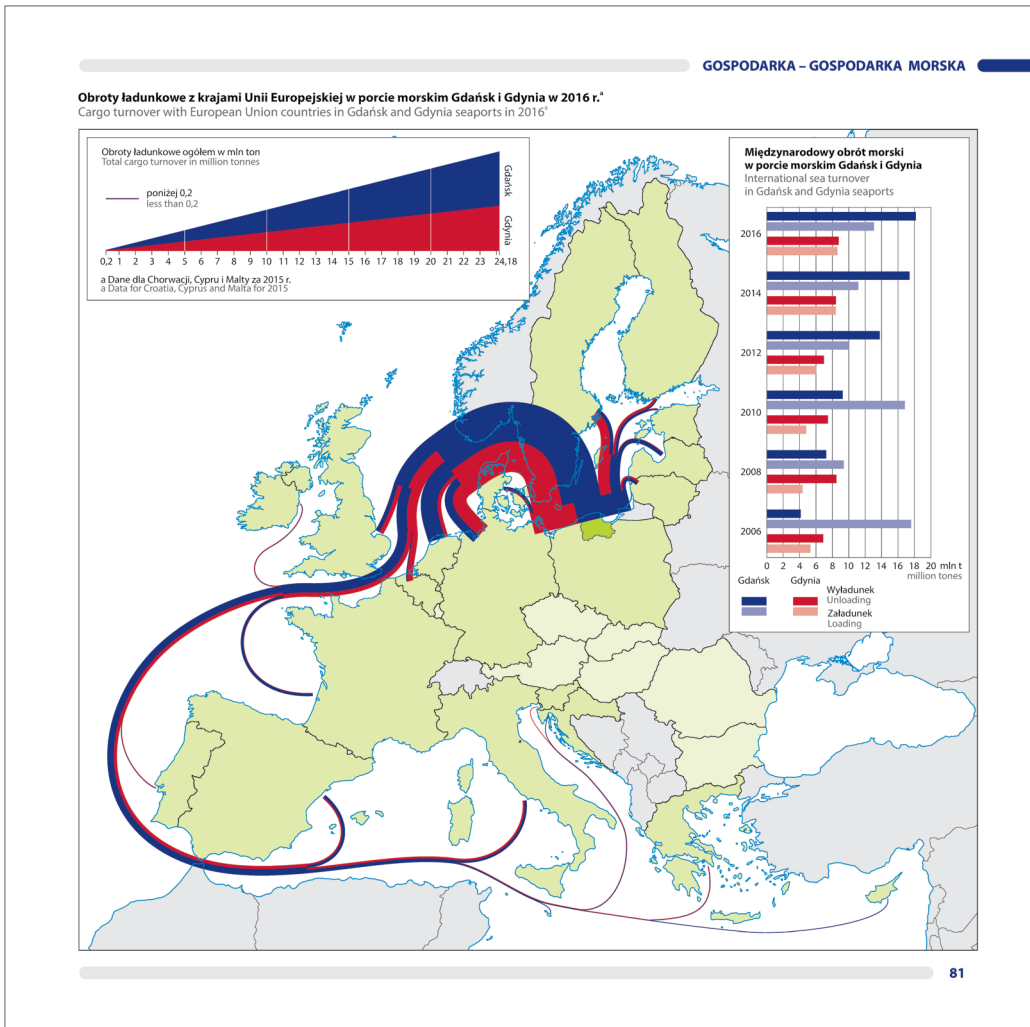 GOSPODARKA – GOSPODARKA MORSKA
Obroty ładunkowe z krajami Unii Europejskiej w porcie morskim Gdańsk i Gdynia w 2016 r.ᵃ
Cargo turnover with European Union countries in Gdańsk and Gdynia seaports in 2016ᵃ
Obroty ładunkowe ogółem w mln ton
Total cargo turnover in million tonnes
poniżej 0,2
less than 0,2
Gdańsk
Gdynia
0,2 1 2 3 4 5 7 8 9 10 12 13 14 15 17 18 19 20 22 23 24,18
a Dane dla Chorwacji, Cypru i Malty za 2015 r.
a Data for Croatia, Cyprus and Malta for 2015
Międzynarodowy obrót morski
w porcie morskim Gdańsk i Gdynia
International sea turnover
in Gdańsk and Gdynia seaports
2016
2014
2012
2010
2008
2006
0 2 4 6 8 10 12 14 16 18 20 mln t
million tones
Gdańsk Gdynia
Wyładunek
Unloading
Załadunek
Loading
81